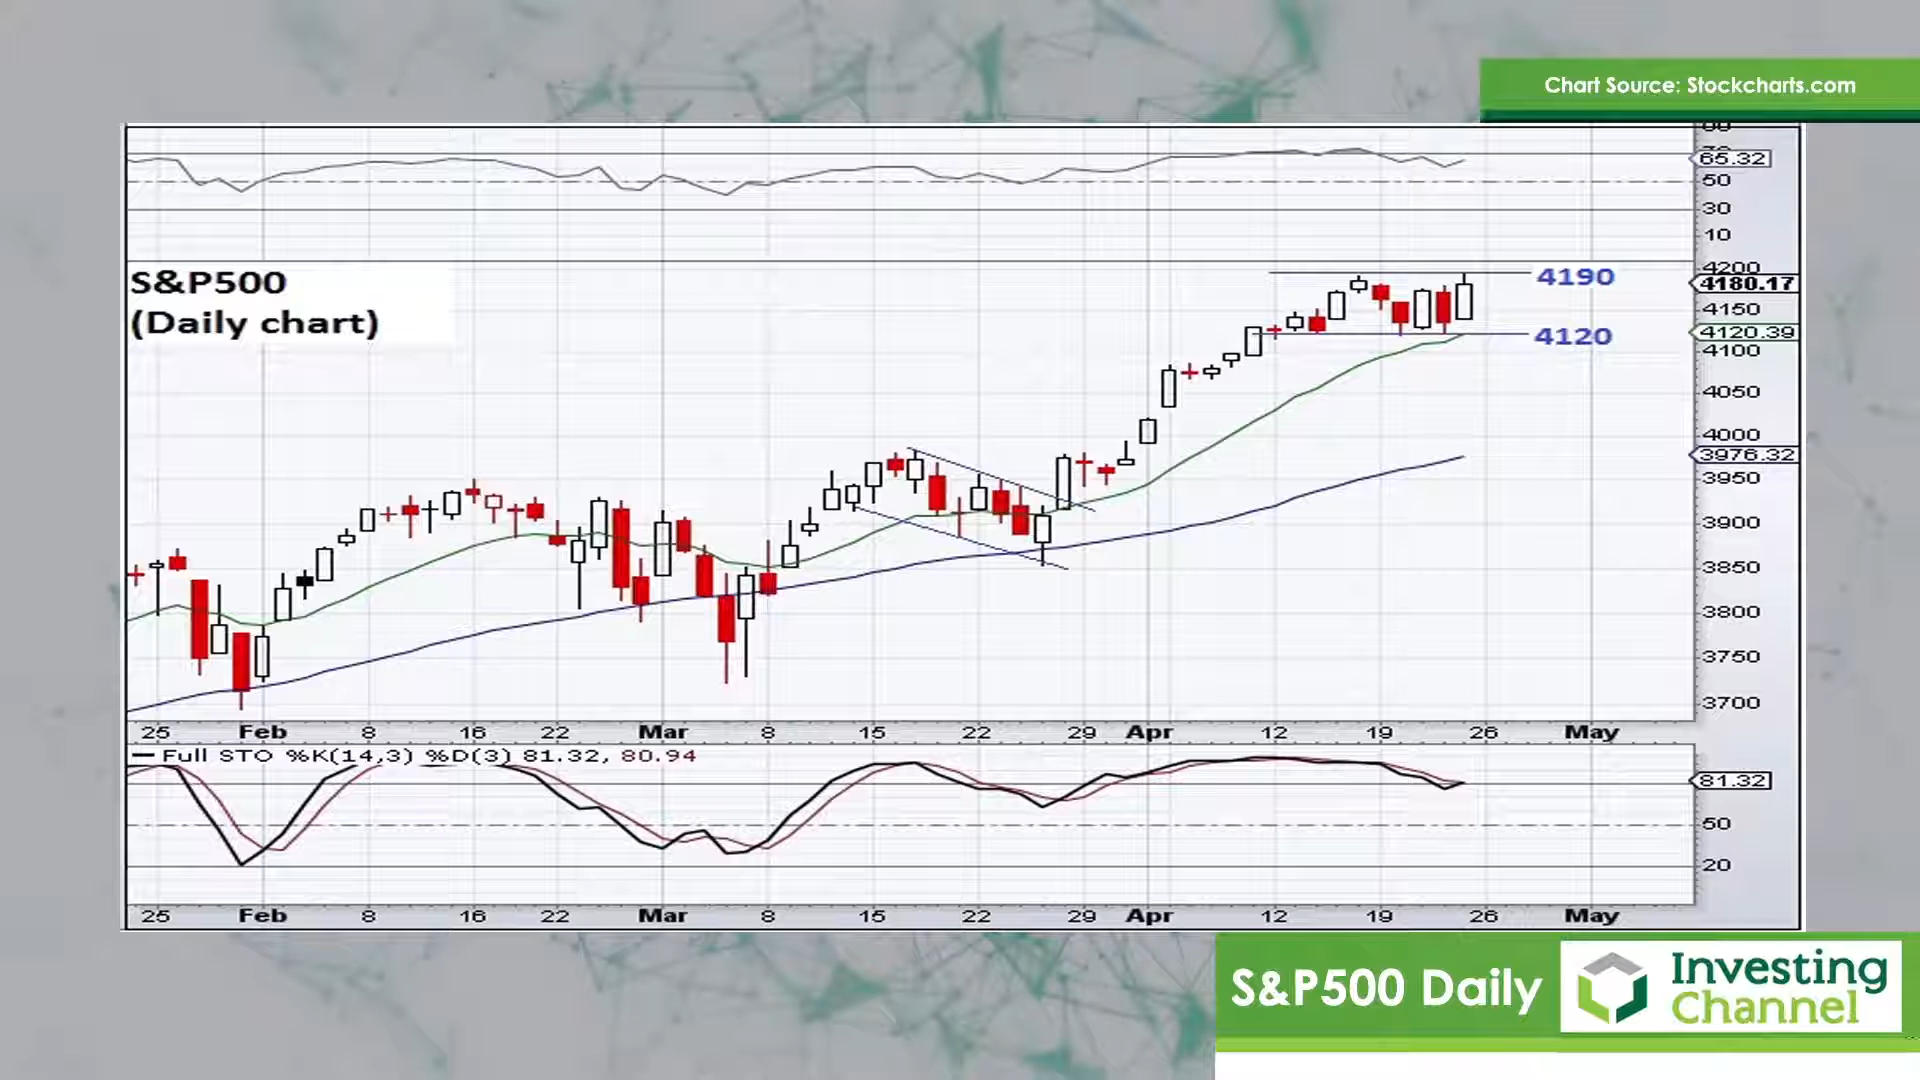 Chart Source: Stockcharts.com
65.32
50
30
10
S&P500
(Daily chart)
4200
4190
4180.17
4150
4120.39
4120
4100
4050
4000
3976.32
3950
3900
3850
3800
3750
3700
25 Feb 8 16 22 Mar 8 15 22 29 Apr 12 19 26 May
Full STO %K(14,3) %D(3) 81.32, 80.94
81.32
50
20
25 Feb 8 16 22 Mar 8 15 22 29 Apr 12 19 26 May
S&P500 Daily
Investing
Channel